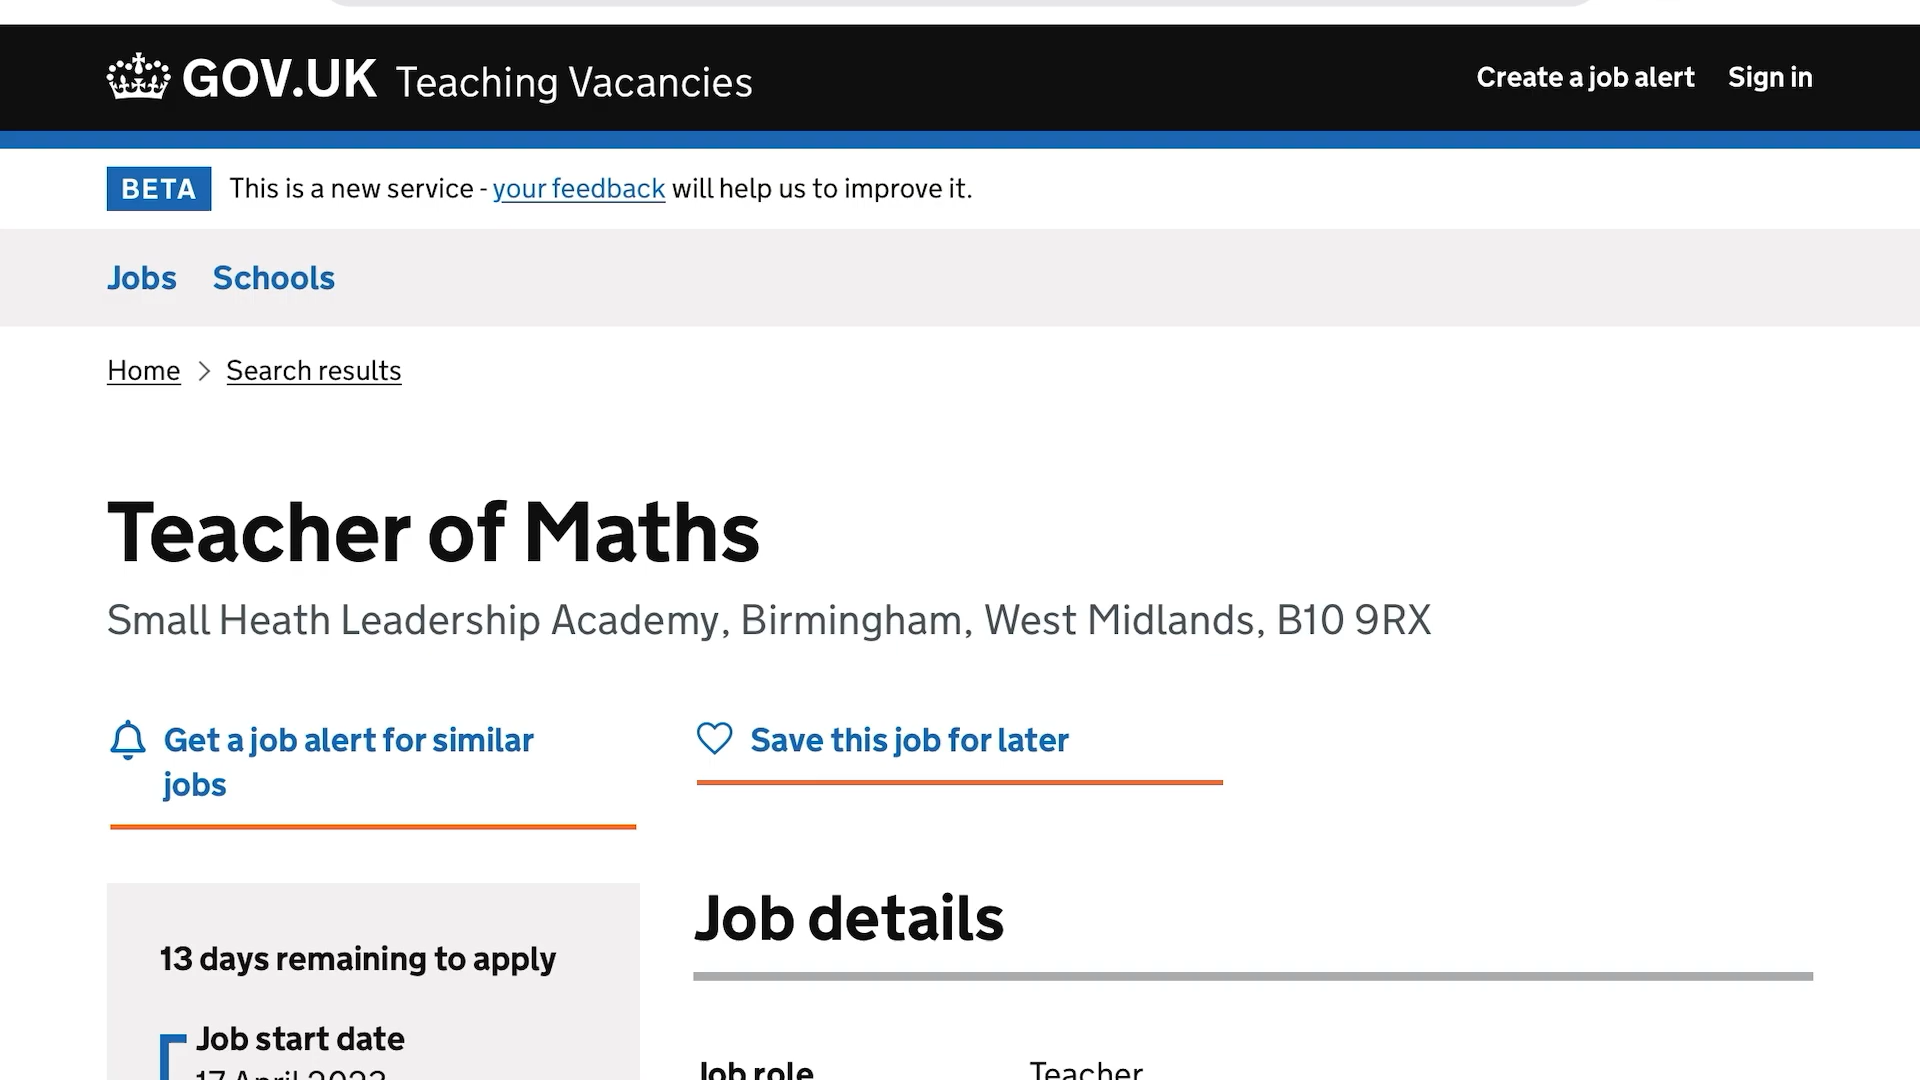 GOV.UK Teaching Vacancies
Create a job alert Sign in
BETA This is a new service - your feedback will help us to improve it.
Jobs Schools
Home Search results
Teacher of Maths
Small Heath Leadership Academy, Birmingham, West Midlands, B10 9RX
Get a job alert for similar
jobs
Save this job for later
13 days remaining to apply
Job start date
17 April 2023
Job details
Job role Teacher